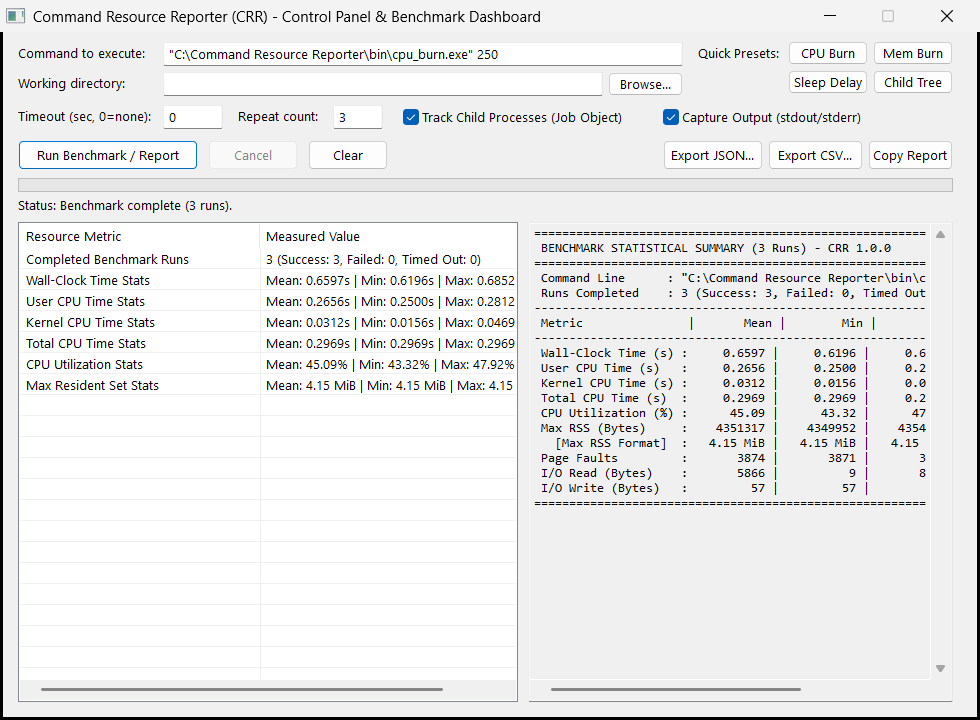 Command Resource Reporter (CRR) - Control Panel & Benchmark Dashboard
Command to execute: "C:\Command Resource Reporter\bin\cpu_burn.exe" 250 Quick Presets: CPU Burn Mem Burn
Working directory: Browse... Sleep Delay Child Tree
Timeout (sec, 0=none): 0 Repeat count: 3 Track Child Processes (Job Object) Capture Output (stdout/stderr)
Run Benchmark / Report Cancel Clear Export JSON... Export CSV... Copy Report
Status: Benchmark complete (3 runs).
Resource Metric Measured Value
Completed Benchmark Runs 3 (Success: 3, Failed: 0, Timed Out: 0)
Wall-Clock Time Stats Mean: 0.6597s | Min: 0.6196s | Max: 0.6852
User CPU Time Stats Mean: 0.2656s | Min: 0.2500s | Max: 0.2812
Kernel CPU Time Stats Mean: 0.0312s | Min: 0.0156s | Max: 0.0469
Total CPU Time Stats Mean: 0.2969s | Min: 0.2969s | Max: 0.2969
CPU Utilization Stats Mean: 45.09% | Min: 43.32% | Max: 47.92%
Max Resident Set Stats Mean: 4.15 MiB | Min: 4.15 MiB | Max: 4.15
========================================================
BENCHMARK STATISTICAL SUMMARY (3 Runs) - CRR 1.0.0
========================================================
Command Line : "C:\Command Resource Reporter\bin\c
Runs Completed : 3 (Success: 3, Failed: 0, Timed Out
--------------------------------------------------------
Metric | Mean | Min |
--------------------------------------------------------
Wall-Clock Time (s) : 0.6597 | 0.6196 | 0.6
User CPU Time (s) : 0.2656 | 0.2500 | 0.2
Kernel CPU Time (s) : 0.0312 | 0.0156 | 0.0
Total CPU Time (s) : 0.2969 | 0.2969 | 0.2
CPU Utilization (%) : 45.09 | 43.32 | 47
Max RSS (Bytes) : 4351317 | 4349952 | 4354
[Max RSS Format] : 4.15 MiB | 4.15 MiB | 4.15
Page Faults : 3874 | 3871 | 3
I/O Read (Bytes) : 5866 | 9 | 8
I/O Write (Bytes) : 57 | 57 |
========================================================